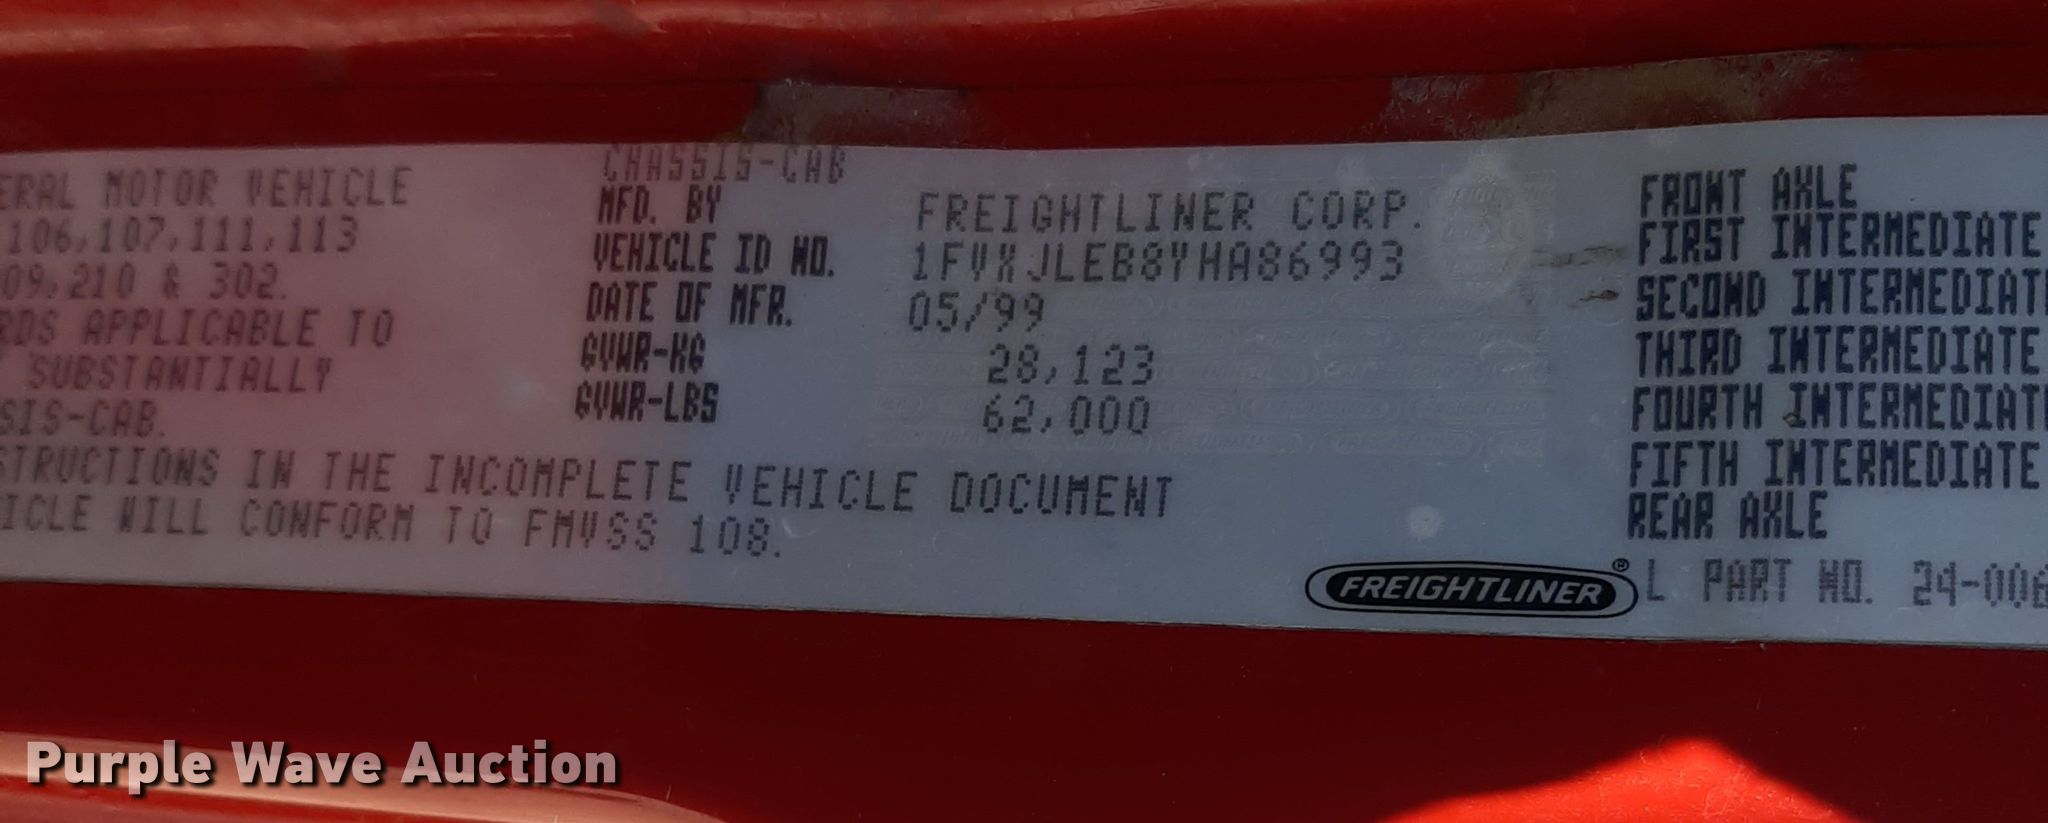 ERAL MOTOR VEHICLE
106,107,111,113
09,210 & 302.
RDS APPLICABLE TO
SUBSTANTIALLY
SIS-CAB.
STRUCTIONS IN THE INCOMPLETE VEHICLE DOCUMENT
ICLE WILL CONFORM TO FMVSS 108.
CHASSIS-CAB
MFD. BY FREIGHTLINER CORP.
VEHICLE ID NO. 1FVXJLEB8YHA86993
DATE OF MFR. 05/99
GVWR-KG 28,123
GVWR-LBS 62,000
FRONT AXLE
FIRST INTERMEDIATE
SECOND INTERMEDIAT
THIRD INTERMEDIATE
FOURTH INTERMEDIAT
FIFTH INTERMEDIATE
REAR AXLE
FREIGHTLINER®
L PART NO. 24-006
Purple Wave Auction